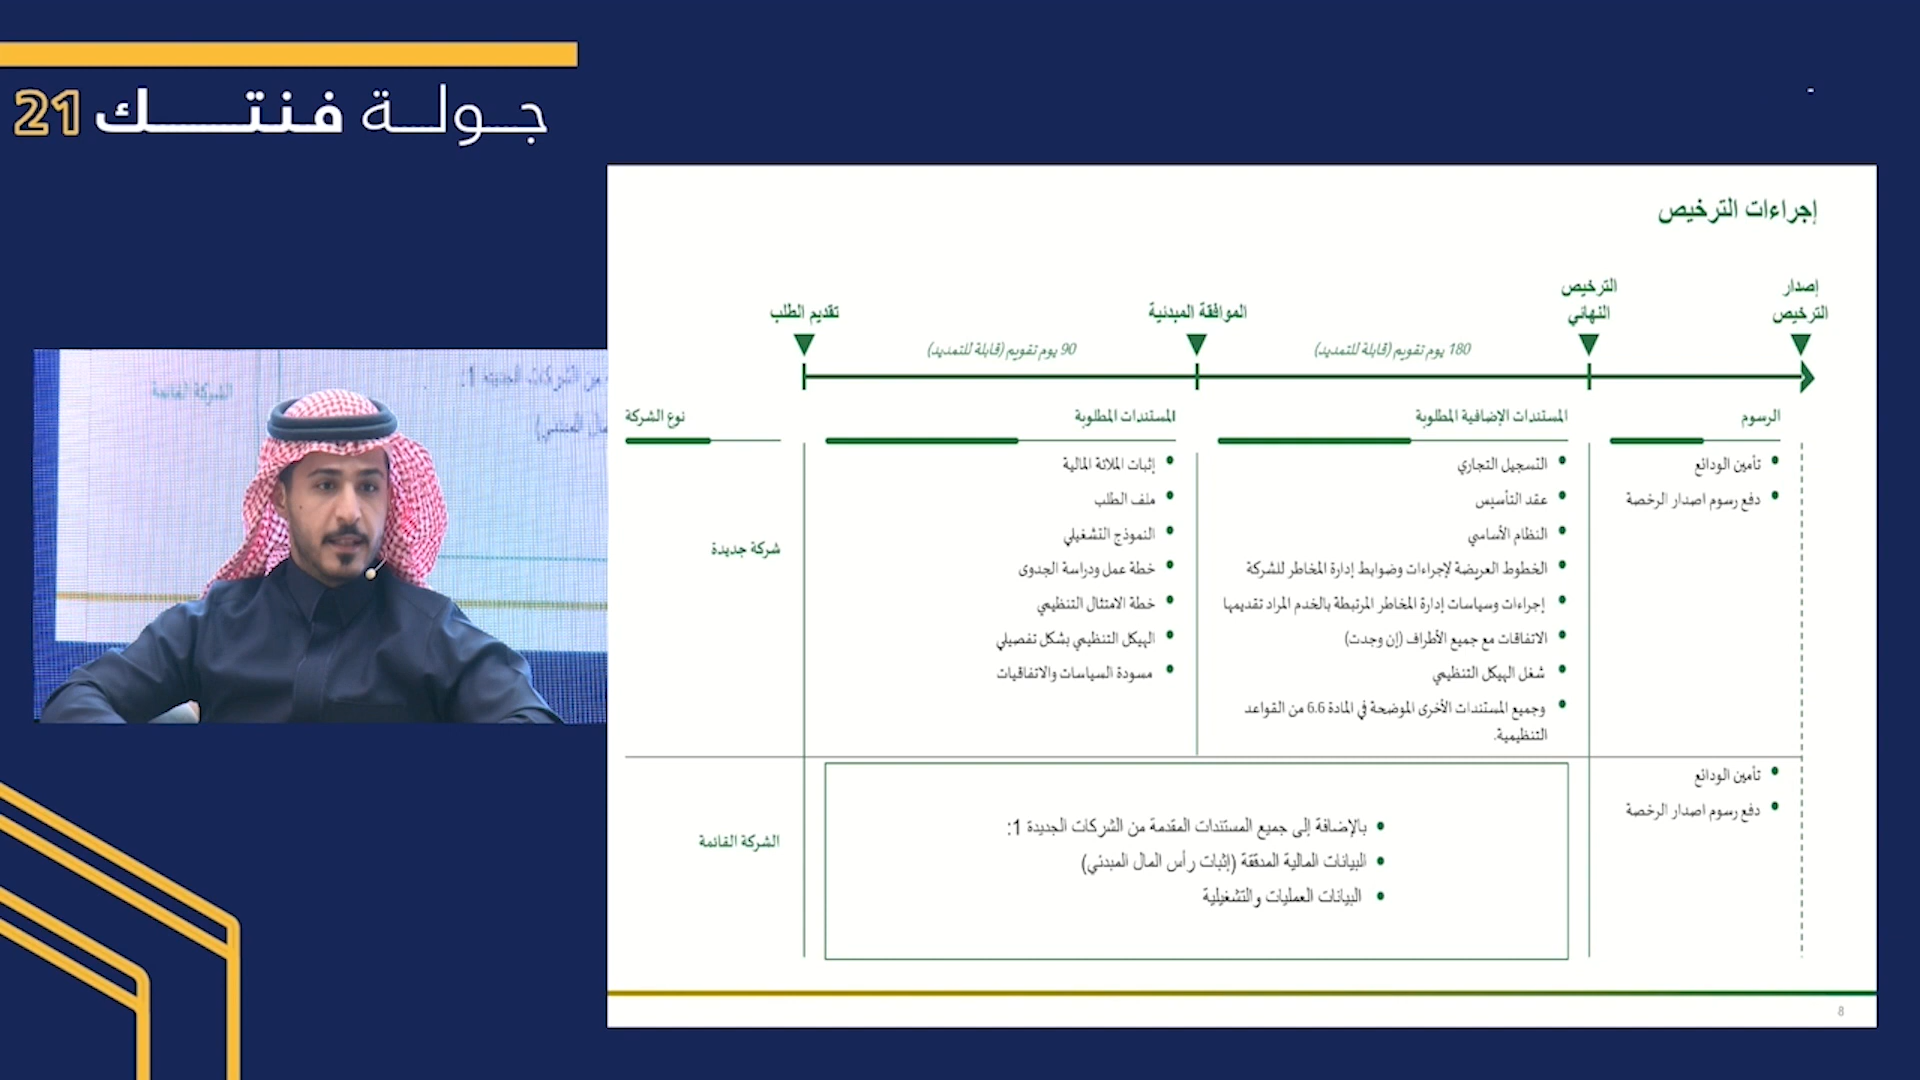 جولة فنتك 21
إجراءات الترخيص
تقديم الطلب
الموافقة المبدئية
الترخيص
النهائي
إصدار
الترخيص
90 يوم تقويم (قابلة للتمديد)
180 يوم تقويم (قابلة للتمديد)
نوع الشركة
المستندات المطلوبة
المستندات الإضافية المطلوبة
الرسوم
شركة جديدة
إثبات الملائة المالية
ملف الطلب
النموذج التشغيلي
خطة عمل ودراسة الجدوى
خطة الامتثال التنظيمي
الهيكل التنظيمي بشكل تفصيلي
مسودة السياسات والاتفاقيات
التسجيل التجاري
عقد التأسيس
النظام الأساسي
الخطوط العريضة لإجراءات وضوابط إدارة المخاطر للشركة
إجراءات وسياسات إدارة المخاطر المرتبطة بالخدم المراد تقديمها
الاتفاقات مع جميع الأطراف (إن وجدت)
شغل الهيكل التنظيمي
وجميع المستندات الأخرى الموضحة في المادة 6.6 من القواعد
التنظيمية.
تأمين الودائع
دفع رسوم اصدار الرخصة
الشركة القائمة
بالإضافة إلى جميع المستندات المقدمة من الشركات الجديدة 1:
البيانات المالية المدققة (إثبات رأس المال المبدئي)
البيانات العمليات والتشغيلية
تأمين الودائع
دفع رسوم اصدار الرخصة
8
الشركة القائمة